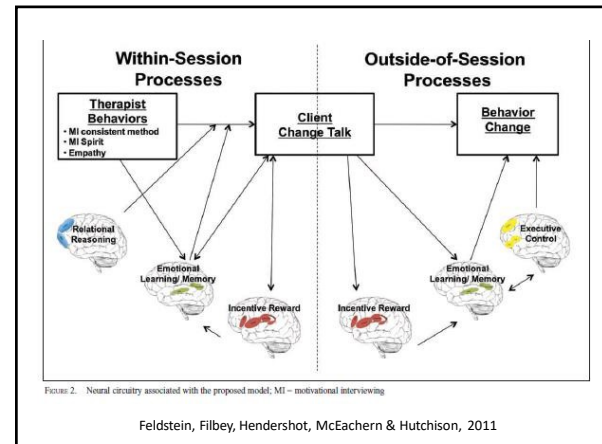 Within-Session
Processes
Outside-of-Session
Processes
Therapist
Behaviors
• MI consistent method
• MI Spirit
• Empathy
Client
Change Talk
Behavior
Change
Relational
Reasoning
Emotional
Learning/ Memory
Incentive Reward
Incentive Reward
Emotional
Learning/ Memory
Executive
Control
FIGURE 2. Neural circuitry associated with the proposed model; MI – motivational interviewing
Feldstein, Filbey, Hendershot, McEachern & Hutchison, 2011